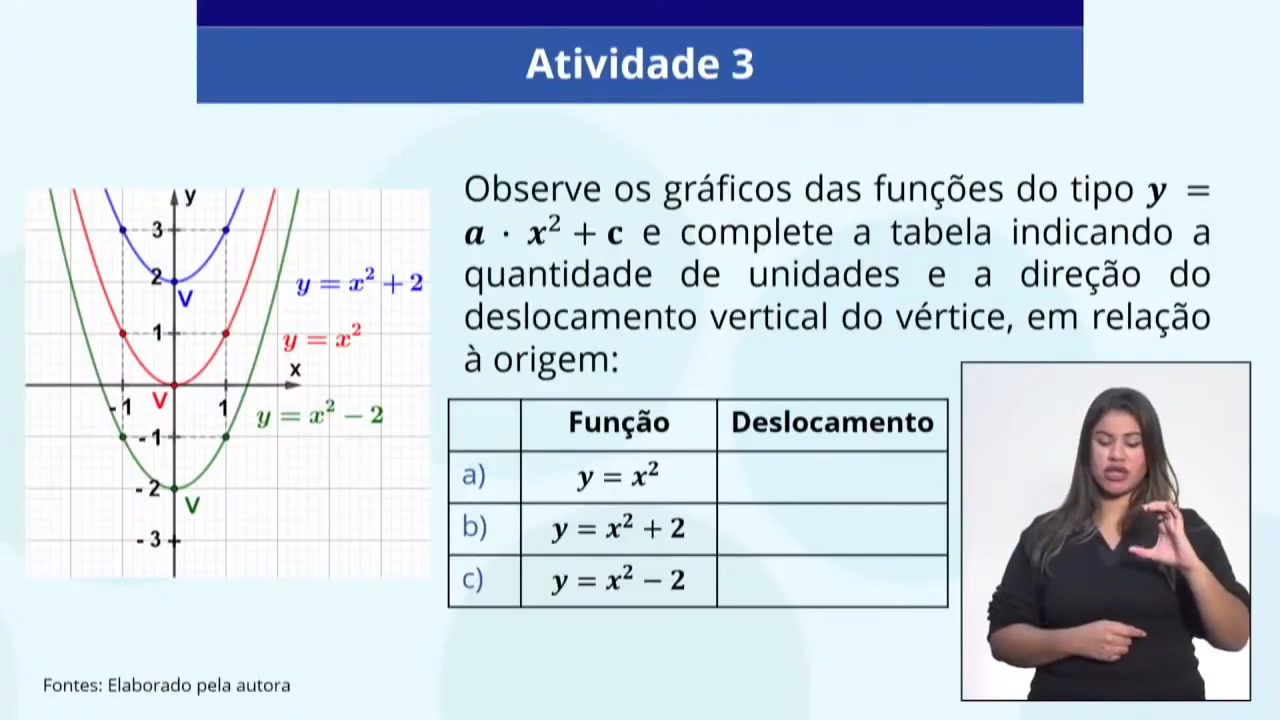 Atividade 3
Observe os gráficos das funções do tipo y =
a · x² + c e complete a tabela indicando a
quantidade de unidades e a direção do
deslocamento vertical do vértice, em relação
à origem:
y
3
2
V
y = x² + 2
1
y = x²
x
-1
V
1
y = x² − 2
-1
-2
V
-3
Função Deslocamento
a) y = x²
b) y = x² + 2
c) y = x² − 2
Fontes: Elaborado pela autora